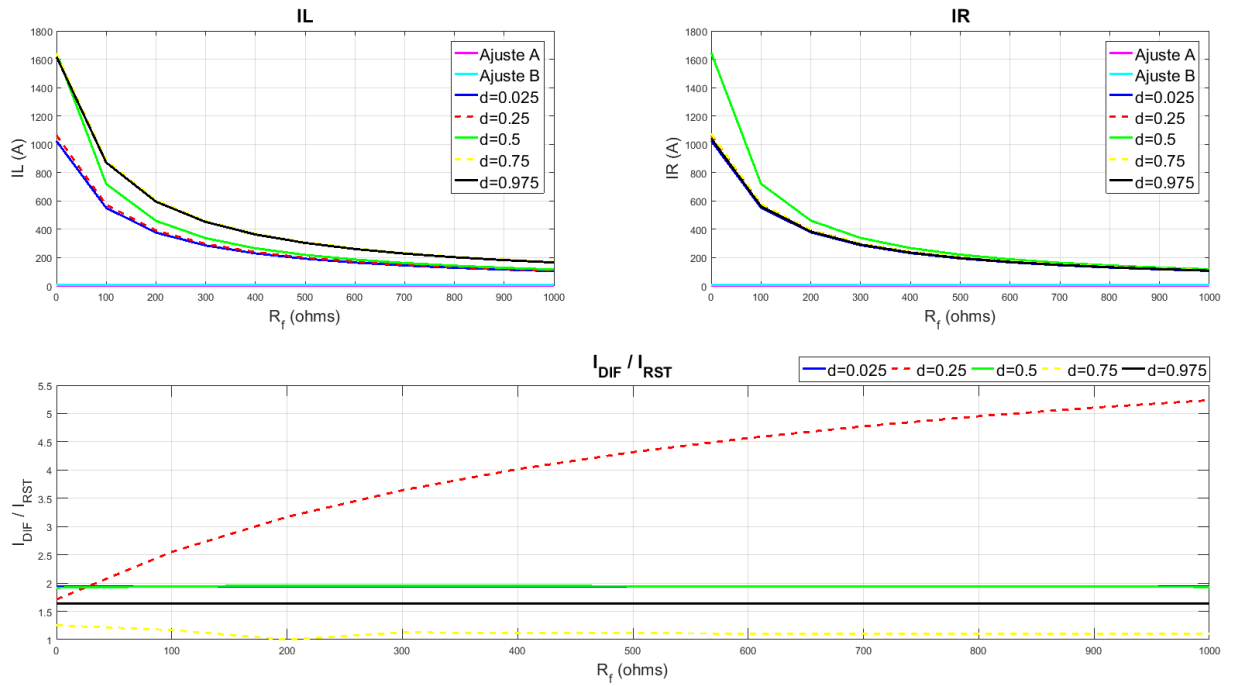 IL
IL (A)
1800
1600
1400
1200
1000
800
600
400
200
0
0 100 200 300 400 500 600 700 800 900 1000
R_f (ohms)
Ajuste A
Ajuste B
d=0.025
d=0.25
d=0.5
d=0.75
d=0.975
IR
IR (A)
1800
1600
1400
1200
1000
800
600
400
200
0
0 100 200 300 400 500 600 700 800 900 1000
R_f (ohms)
Ajuste A
Ajuste B
d=0.025
d=0.25
d=0.5
d=0.75
d=0.975
I_DIF / I_RST
d=0.025 d=0.25 d=0.5 d=0.75 d=0.975
I_DIF / I_RST
5.5
5
4.5
4
3.5
3
2.5
2
1.5
1
0 100 200 300 400 500 600 700 800 900 1000
R_f (ohms)